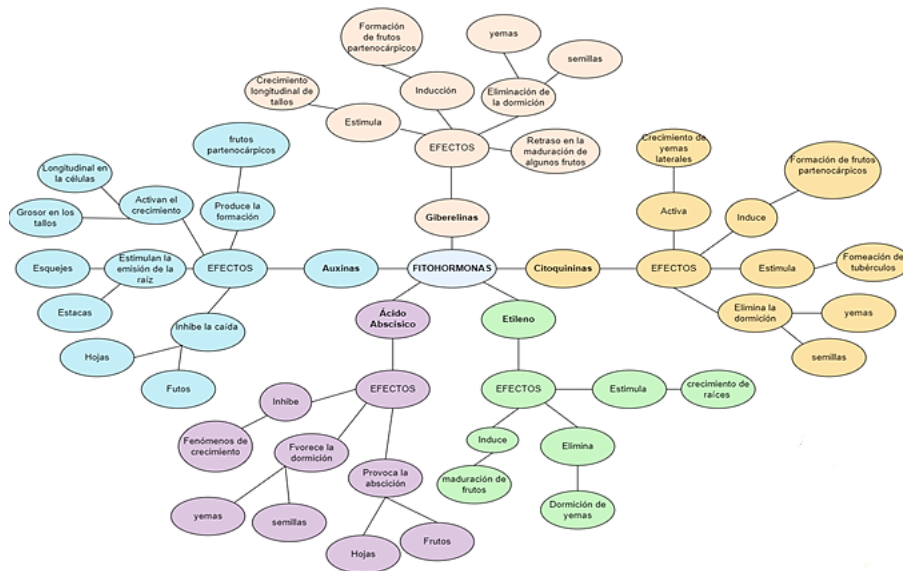 Formación
de frutos
partenocárpicos
yemas
semillas
Crecimiento
longitudinal de
tallos
Inducción
Eliminación de
la dormición
Estimula
EFECTOS
Retraso en la
maduración de
algunos frutos
Giberelinas
frutos
partenocárpicos
Longitudinal en
la células
Activan el
crecimiento
Produce la
formación
Grosor en los
tallos
Esquejes
Estimulan la
emisión de la
raíz
EFECTOS
Auxinas
FITOHORMONAS
Estacas
Inhibe la caída
Hojas
Futos
Crecimiento de
yemas
laterales
Formación de frutos
partenocárpicos
Activa
Induce
Citoquininas
EFECTOS
Estimula
Fomeación de
tubérculos
Elimina la
dormición
yemas
semillas
Ácido
Abscísico
EFECTOS
Inhibe
Fenómenos de
crecimiento
Fvorece la
dormición
yemas
semillas
Provoca la
abscición
Hojas
Frutos
Etileno
EFECTOS
Estimula
crecimiento de
raíces
Induce
maduración de
frutos
Elimina
Dormición de
yemas